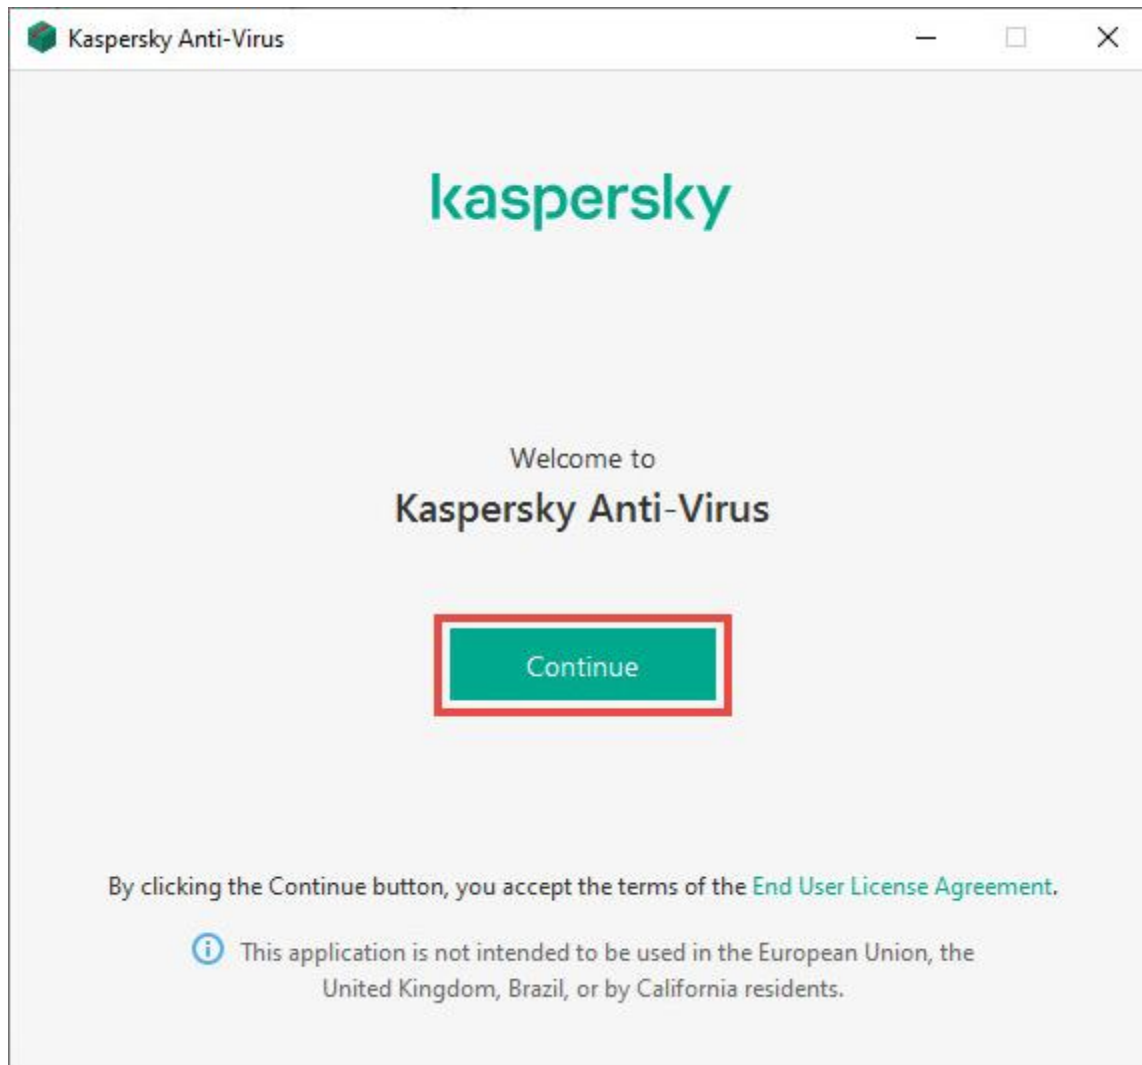 Kaspersky Anti-Virus
kaspersky
Welcome to
Kaspersky Anti-Virus
Continue
By clicking the Continue button, you accept the terms of the End User License Agreement.
This application is not intended to be used in the European Union, the
United Kingdom, Brazil, or by California residents.